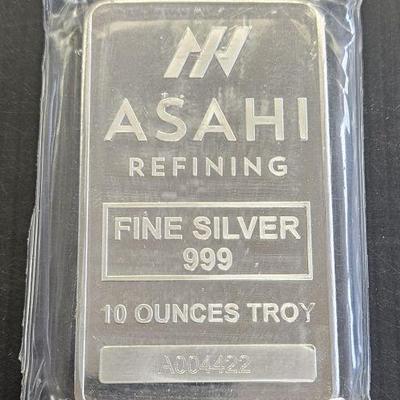 ASAHI
REFINING
FINE SILVER
999
10 OUNCES TROY
A004422